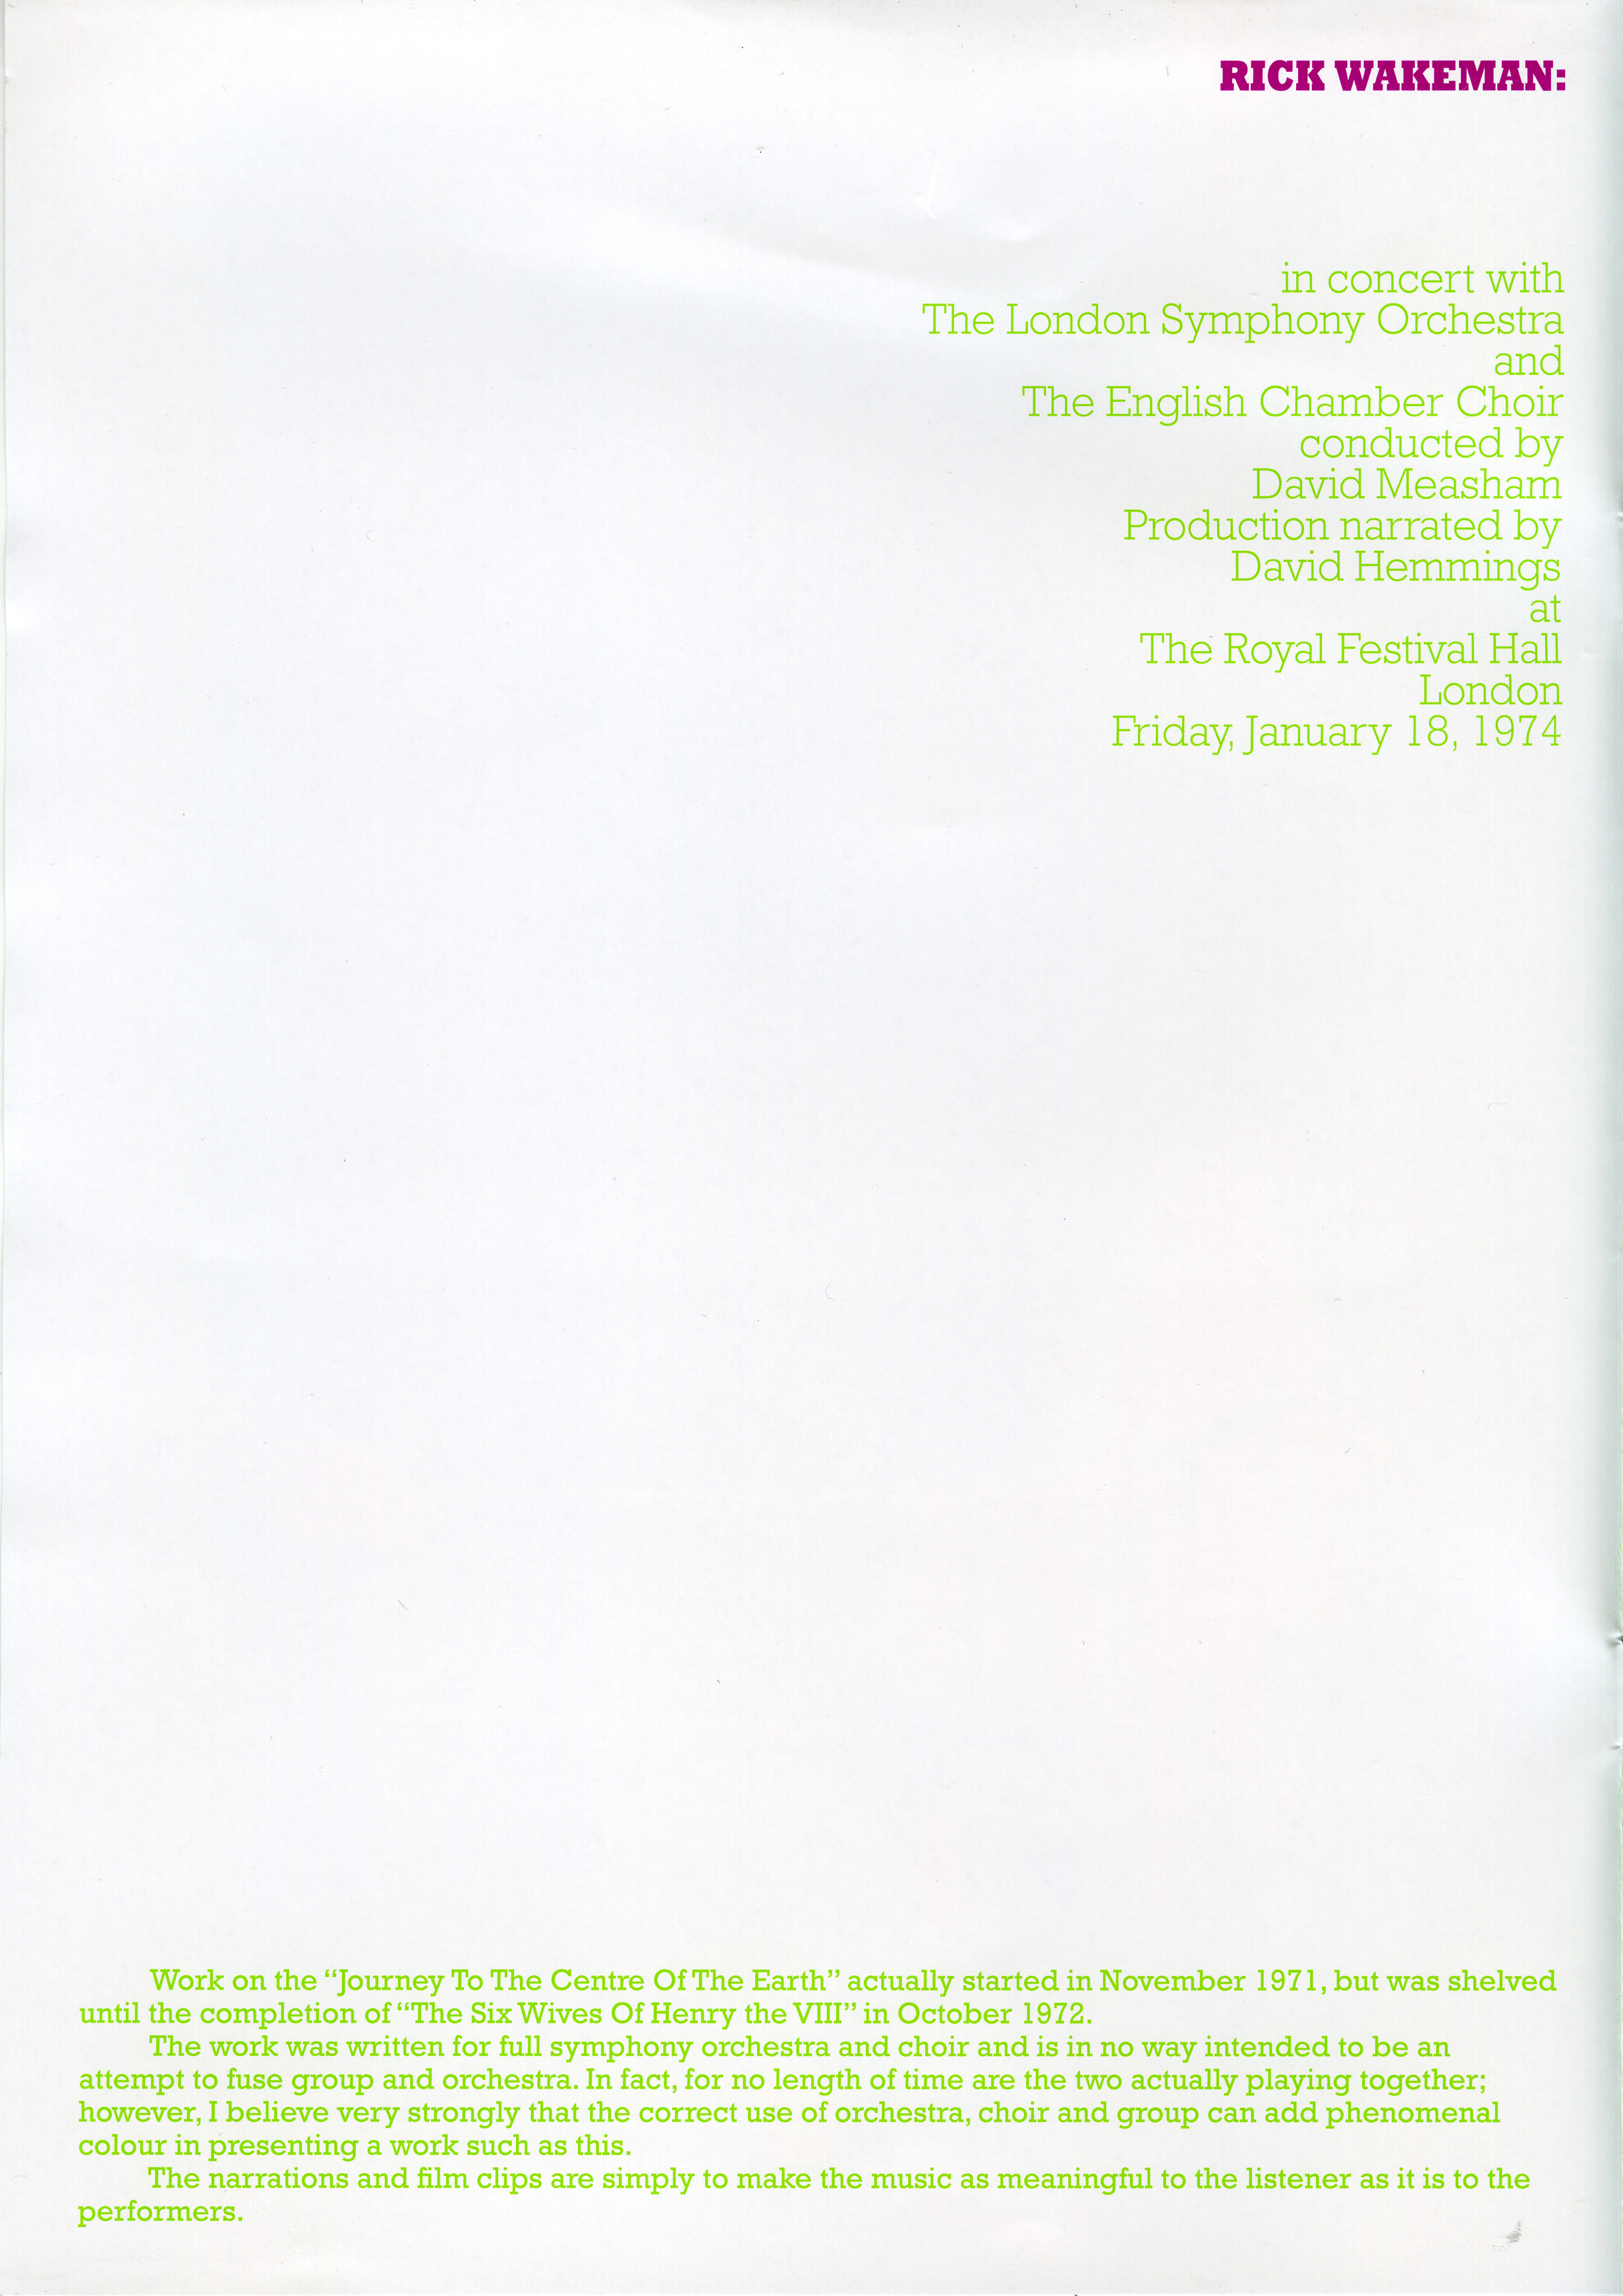 RICK WAKEMAN:
in concert with
The London Symphony Orchestra
and
The English Chamber Choir
conducted by
David Measham
Production narrated by
David Hemmings
at
The Royal Festival Hall
London
Friday, January 18, 1974
Work on the “Journey To The Centre Of The Earth” actually started in November 1971, but was shelved
until the completion of “The Six Wives Of Henry the VIII” in October 1972.
The work was written for full symphony orchestra and choir and is in no way intended to be an
attempt to fuse group and orchestra. In fact, for no length of time are the two actually playing together;
however, I believe very strongly that the correct use of orchestra, choir and group can add phenomenal
colour in presenting a work such as this.
The narrations and film clips are simply to make the music as meaningful to the listener as it is to the
performers.